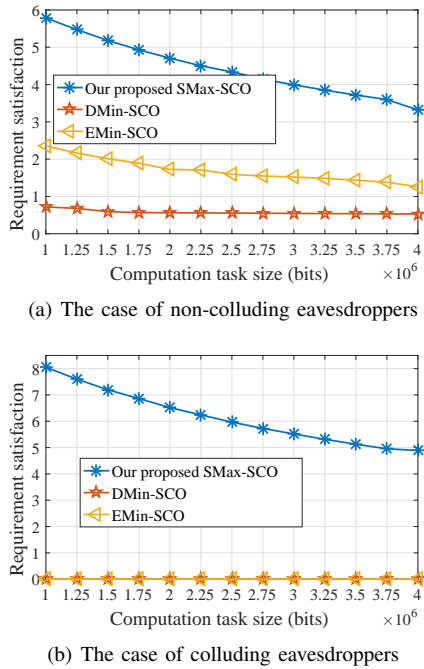 6
5
4
3
2
1
0
Requirement satisfaction
Our proposed SMax-SCO
DMin-SCO
EMin-SCO
1 1.25 1.5 1.75 2 2.25 2.5 2.75 3 3.25 3.5 3.75 4
Computation task size (bits) ×10⁶
(a) The case of non-colluding eavesdroppers
8
7
6
5
4
3
2
1
0
Requirement satisfaction
Our proposed SMax-SCO
DMin-SCO
EMin-SCO
1 1.25 1.5 1.75 2 2.25 2.5 2.75 3 3.25 3.5 3.75 4
Computation task size (bits) ×10⁶
(b) The case of colluding eavesdroppers